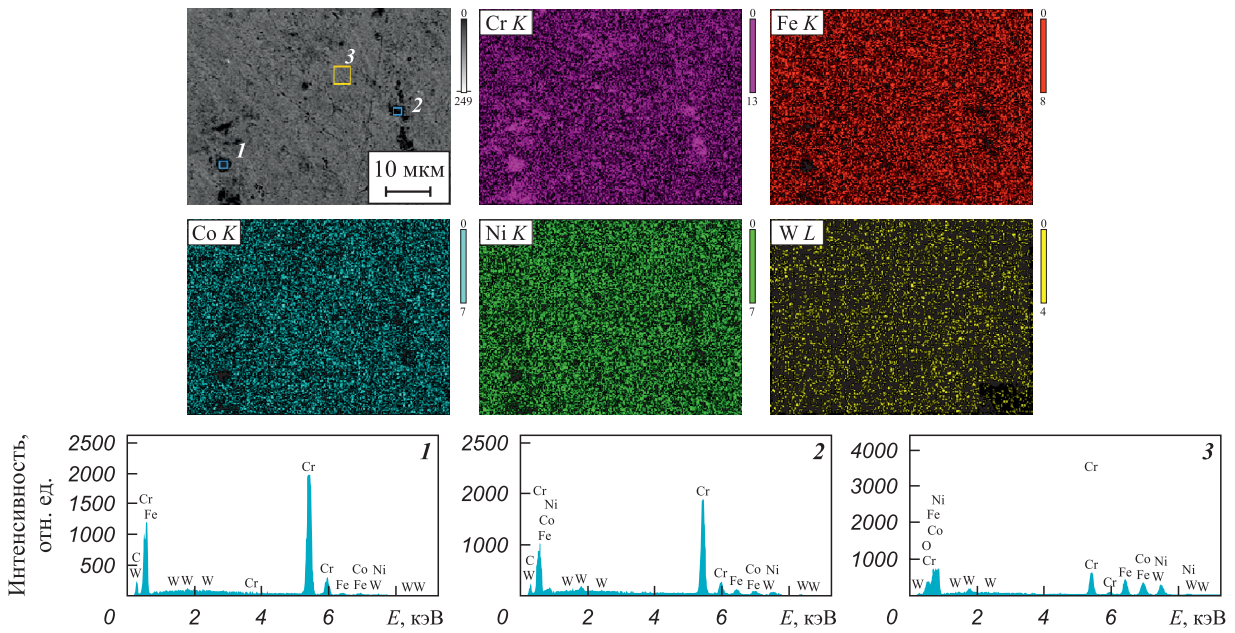 3
2
1
10 мкм
0
249
Cr K
0
13
Fe K
0
8
Co K
0
7
Ni K
0
7
W L
0
4
Интенсивность,
отн. ед.
2500
2000
1500
1000
500
0
2
4
6
E, кэВ
1
Cr
Fe
C
W
W
W
W
Cr
Cr
Cr
Fe
Co
Fe
Ni
W
W
W
2500
2000
1000
0
2
4
6
E, кэВ
2
Cr
Ni
Co
Fe
C
W
W
W
W
Cr
Cr
Fe
Co
Fe
Ni
W
W
W
4000
3000
2000
1000
0
2
4
6
E, кэВ
3
Ni
Fe
Co
O
Cr
W
W
W
W
Cr
Cr
Cr
Fe
Co
Fe
Ni
W
Ni
W
W